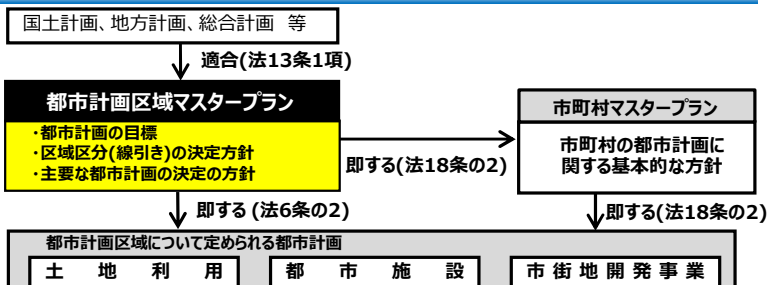 国土計画、地方計画、総合計画 等
適合(法13条1項)
都市計画区域マスタープラン
・都市計画の目標
・区域区分(線引き)の決定方針
・主要な都市計画の決定の方針
即する(法18条の2)
市町村マスタープラン
市町村の都市計画に
関する基本的な方針
即する (法6条の2)
即する(法18条の2)
都市計画区域について定められる都市計画
土地利用
都市施設
市街地開発事業